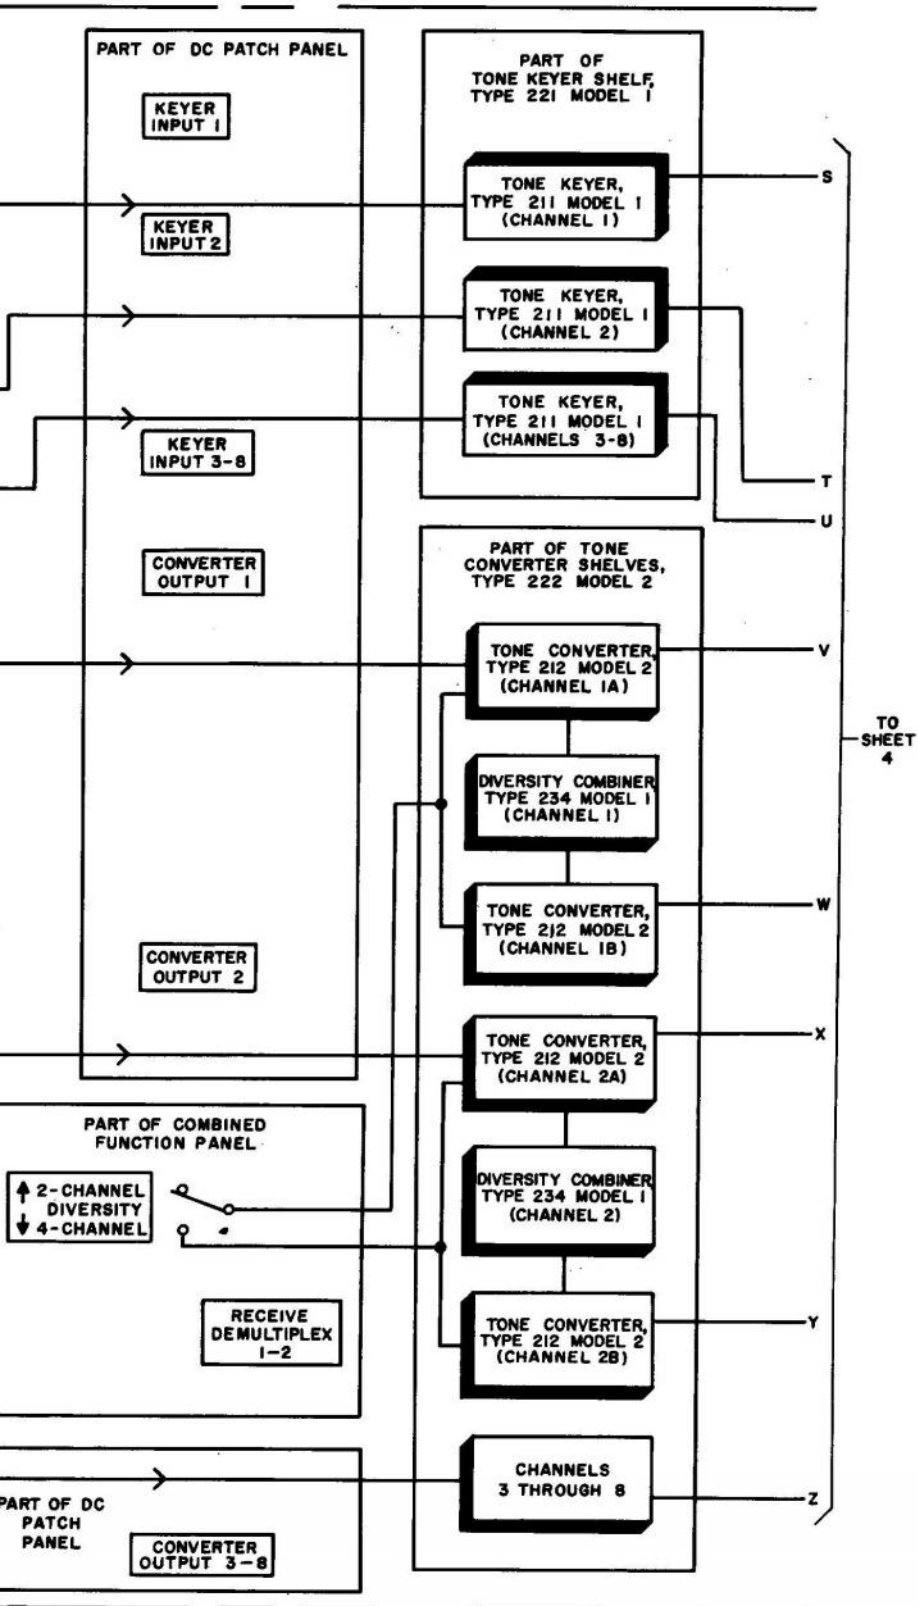 PART OF DC PATCH PANEL
KEYER
INPUT 1
KEYER
INPUT 2
KEYER
INPUT 3-8
CONVERTER
OUTPUT 1
CONVERTER
OUTPUT 2
PART OF
TONE KEYER SHELF,
TYPE 221 MODEL 1
TONE KEYER,
TYPE 211 MODEL 1
(CHANNEL 1)
TONE KEYER,
TYPE 211 MODEL 1
(CHANNEL 2)
TONE KEYER,
TYPE 211 MODEL 1
(CHANNELS 3-8)
S
T
U
PART OF TONE
CONVERTER SHELVES,
TYPE 222 MODEL 2
TONE CONVERTER,
TYPE 212 MODEL 2
(CHANNEL 1A)
DIVERSITY COMBINER
TYPE 234 MODEL 1
(CHANNEL 1)
TONE CONVERTER,
TYPE 212 MODEL 2
(CHANNEL 1B)
TONE CONVERTER,
TYPE 212 MODEL 2
(CHANNEL 2A)
DIVERSITY COMBINER,
TYPE 234 MODEL 1
(CHANNEL 2)
TONE CONVERTER,
TYPE 212 MODEL 2
(CHANNEL 2B)
CHANNELS
3 THROUGH 8
V
W
X
Y
Z
TO
SHEET
4
PART OF COMBINED
FUNCTION PANEL
2-CHANNEL
DIVERSITY
4-CHANNEL
RECEIVE
DEMULTIPLEX
1-2
PART OF DC
PATCH
PANEL
CONVERTER
OUTPUT 3-8